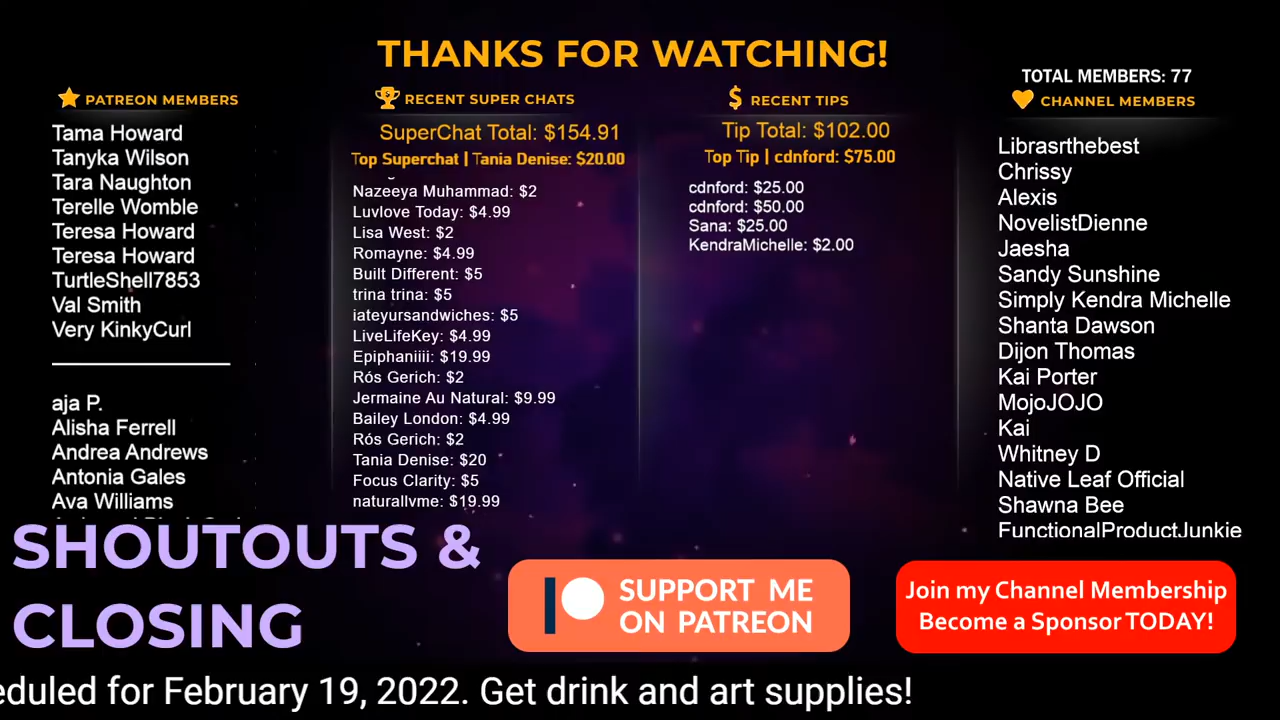 THANKS FOR WATCHING!
PATREON MEMBERS
Tama Howard
Tanyka Wilson
Tara Naughton
Terelle Womble
Teresa Howard
Teresa Howard
TurtleShell7853
Val Smith
Very KinkyCurl
aja P.
Alisha Ferrell
Andrea Andrews
Antonia Gales
Ava Williams
RECENT SUPER CHATS
SuperChat Total: $154.91
Top Superchat | Tania Denise: $20.00
Nazeeya Muhammad: $2
Luvlove Today: $4.99
Lisa West: $2
Romayne: $4.99
Built Different: $5
trina trina: $5
iateyursandwiches: $5
LiveLifeKey: $4.99
Epiphaniiii: $19.99
Rós Gerich: $2
Jermaine Au Natural: $9.99
Bailey London: $4.99
Rós Gerich: $2
Tania Denise: $20
Focus Clarity: $5
naturallyme: $19.99
RECENT TIPS
Tip Total: $102.00
Top Tip | cdnford: $75.00
cdnford: $25.00
cdnford: $50.00
Sana: $25.00
KendraMichelle: $2.00
TOTAL MEMBERS: 77
CHANNEL MEMBERS
Librasrthebest
Chrissy
Alexis
NovelistDienne
Jaesha
Sandy Sunshine
Simply Kendra Michelle
Shanta Dawson
Dijon Thomas
Kai Porter
MojoJOJO
Kai
Whitney D
Native Leaf Official
Shawna Bee
FunctionalProductJunkie
SHOUTOUTS &
CLOSING
SUPPORT ME
ON PATREON
Join my Channel Membership
Become a Sponsor TODAY!
eduled for February 19, 2022. Get drink and art supplies!